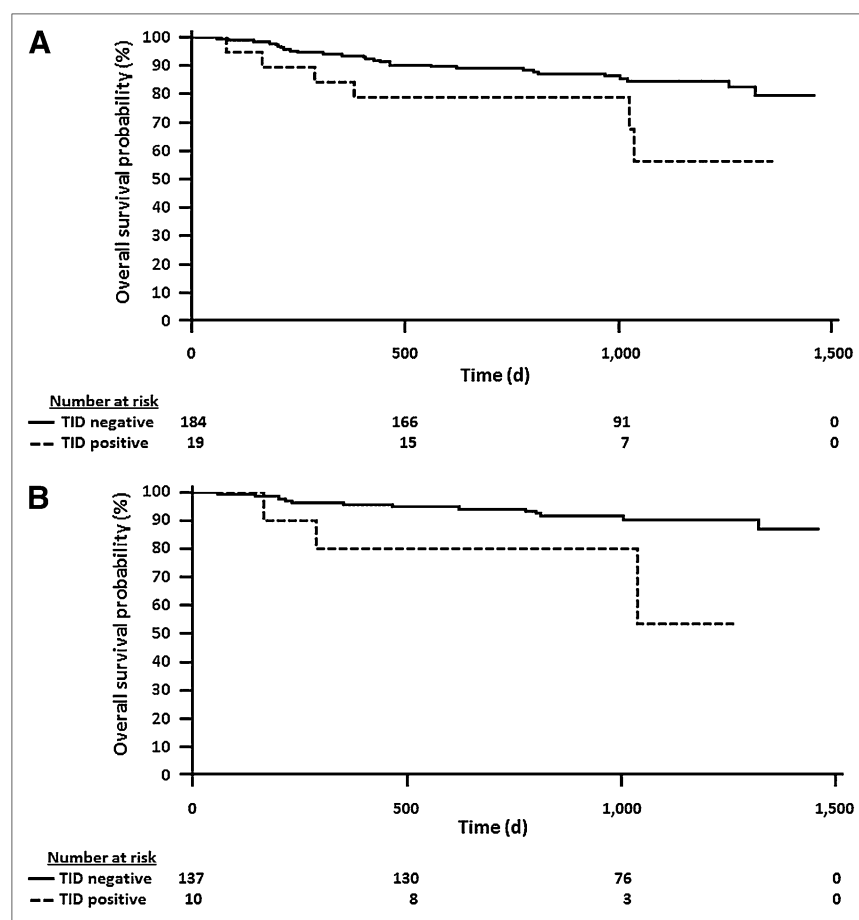 A
Overall survival probability (%)
100
90
80
70
60
50
40
30
20
10
0
0 500 1,000 1,500
Time (d)
Number at risk
TID negative 184 166 91 0
TID positive 19 15 7 0
B
Overall survival probability (%)
100
90
80
70
60
50
40
30
20
10
0
0 500 1,000 1,500
Time (d)
Number at risk
TID negative 137 130 76 0
TID positive 10 8 3 0